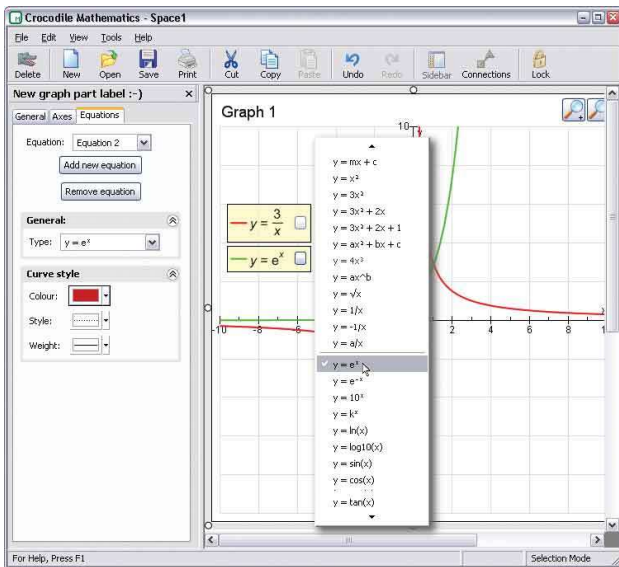 Crocodile Mathematics - Space1
File Edit View Tools Help
Delete New Open Save Print Cut Copy Paste Undo Redo Sidebar Connections Lock
New graph part label :-)
General Axes Equations
Equation: Equation 2
Add new equation
Remove equation
General:
Type: y = eˣ
Curve style
Colour:
Style:
Weight:
Graph 1
10
y = 3/x
y = eˣ
-10 -8 -6 2 4 6 8 1
y = mx + c
y = x²
y = 3x²
y = 3x² + 2x
y = 3x² + 2x + 1
y = ax² + bx + c
y = 4x³
y = ax^b
y = √x
y = 1/x
y = -1/x
y = a/x
y = eˣ
y = e⁻ˣ
y = 10ˣ
y = kˣ
y = ln(x)
y = log10(x)
y = sin(x)
y = cos(x)
y = tan(x)
For Help, Press F1
Selection Mode